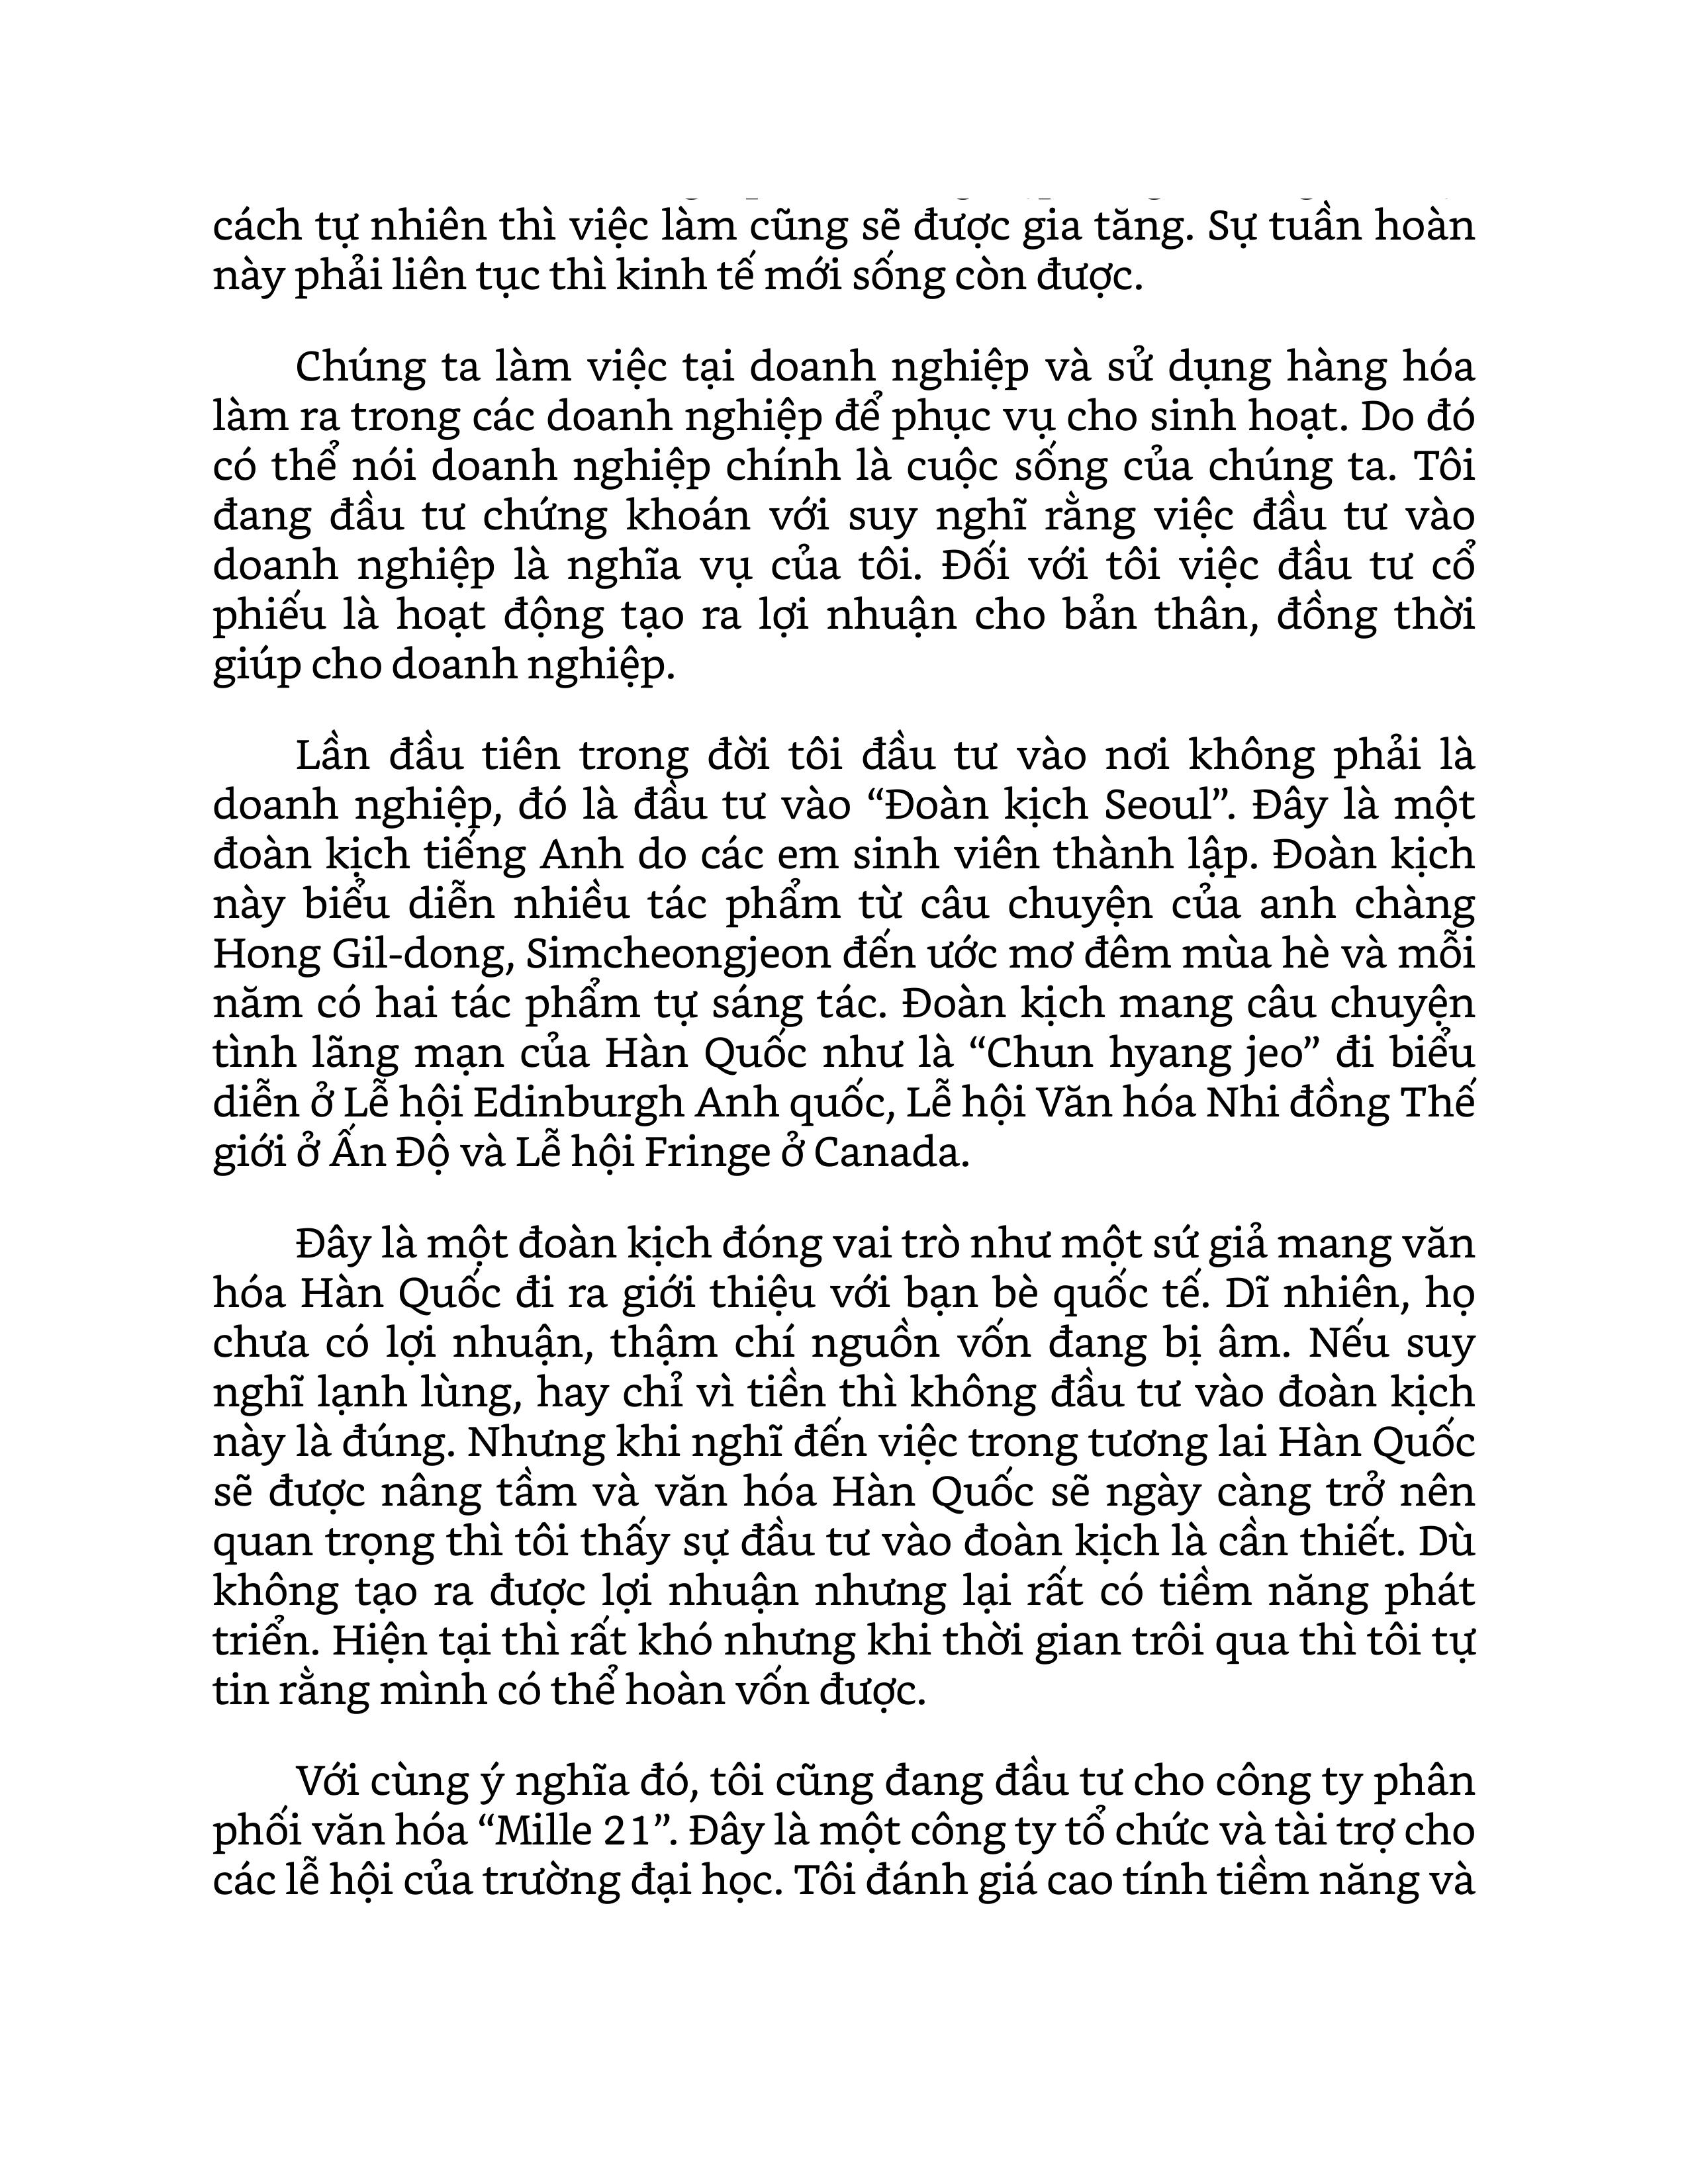 cách tự nhiên thì việc làm cũng sẽ được gia tăng. Sự tuần hoàn
này phải liên tục thì kinh tế mới sống còn được.
Chúng ta làm việc tại doanh nghiệp và sử dụng hàng hóa
làm ra trong các doanh nghiệp để phục vụ cho sinh hoạt. Do đó
có thể nói doanh nghiệp chính là cuộc sống của chúng ta. Tôi
đang đầu tư chứng khoán với suy nghĩ rằng việc đầu tư vào
doanh nghiệp là nghĩa vụ của tôi. Đối với tôi việc đầu tư cổ
phiếu là hoạt động tạo ra lợi nhuận cho bản thân, đồng thời
giúp cho doanh nghiệp.
Lần đầu tiên trong đời tôi đầu tư vào nơi không phải là
doanh nghiệp, đó là đầu tư vào “Đoàn kịch Seoul”. Đây là một
đoàn kịch tiếng Anh do các em sinh viên thành lập. Đoàn kịch
này biểu diễn nhiều tác phẩm từ câu chuyện của anh chàng
Hong Gil-dong, Simcheongjeon đến ước mơ đêm mùa hè và mỗi
năm có hai tác phẩm tự sáng tác. Đoàn kịch mang câu chuyện
tình lãng mạn của Hàn Quốc như là “Chun hyang jeo” đi biểu
diễn ở Lễ hội Edinburgh Anh quốc, Lễ hội Văn hóa Nhi đồng Thế
giới ở Ấn Độ và Lễ hội Fringe ở Canada.
Đây là một đoàn kịch đóng vai trò như một sứ giả mang văn
hóa Hàn Quốc đi ra giới thiệu với bạn bè quốc tế. Dĩ nhiên, họ
chưa có lợi nhuận, thậm chí nguồn vốn đang bị âm. Nếu suy
nghĩ lạnh lùng, hay chỉ vì tiền thì không đầu tư vào đoàn kịch
này là đúng. Nhưng khi nghĩ đến việc trong tương lai Hàn Quốc
sẽ được nâng tầm và văn hóa Hàn Quốc sẽ ngày càng trở nên
quan trọng thì tôi thấy sự đầu tư vào đoàn kịch là cần thiết. Dù
không tạo ra được lợi nhuận nhưng lại rất có tiềm năng phát
triển. Hiện tại thì rất khó nhưng khi thời gian trôi qua thì tôi tự
tin rằng mình có thể hoàn vốn được.
Với cùng ý nghĩa đó, tôi cũng đang đầu tư cho công ty phân
phối văn hóa “Mille 21”. Đây là một công ty tổ chức và tài trợ cho
các lễ hội của trường đại học. Tôi đánh giá cao tính tiềm năng và